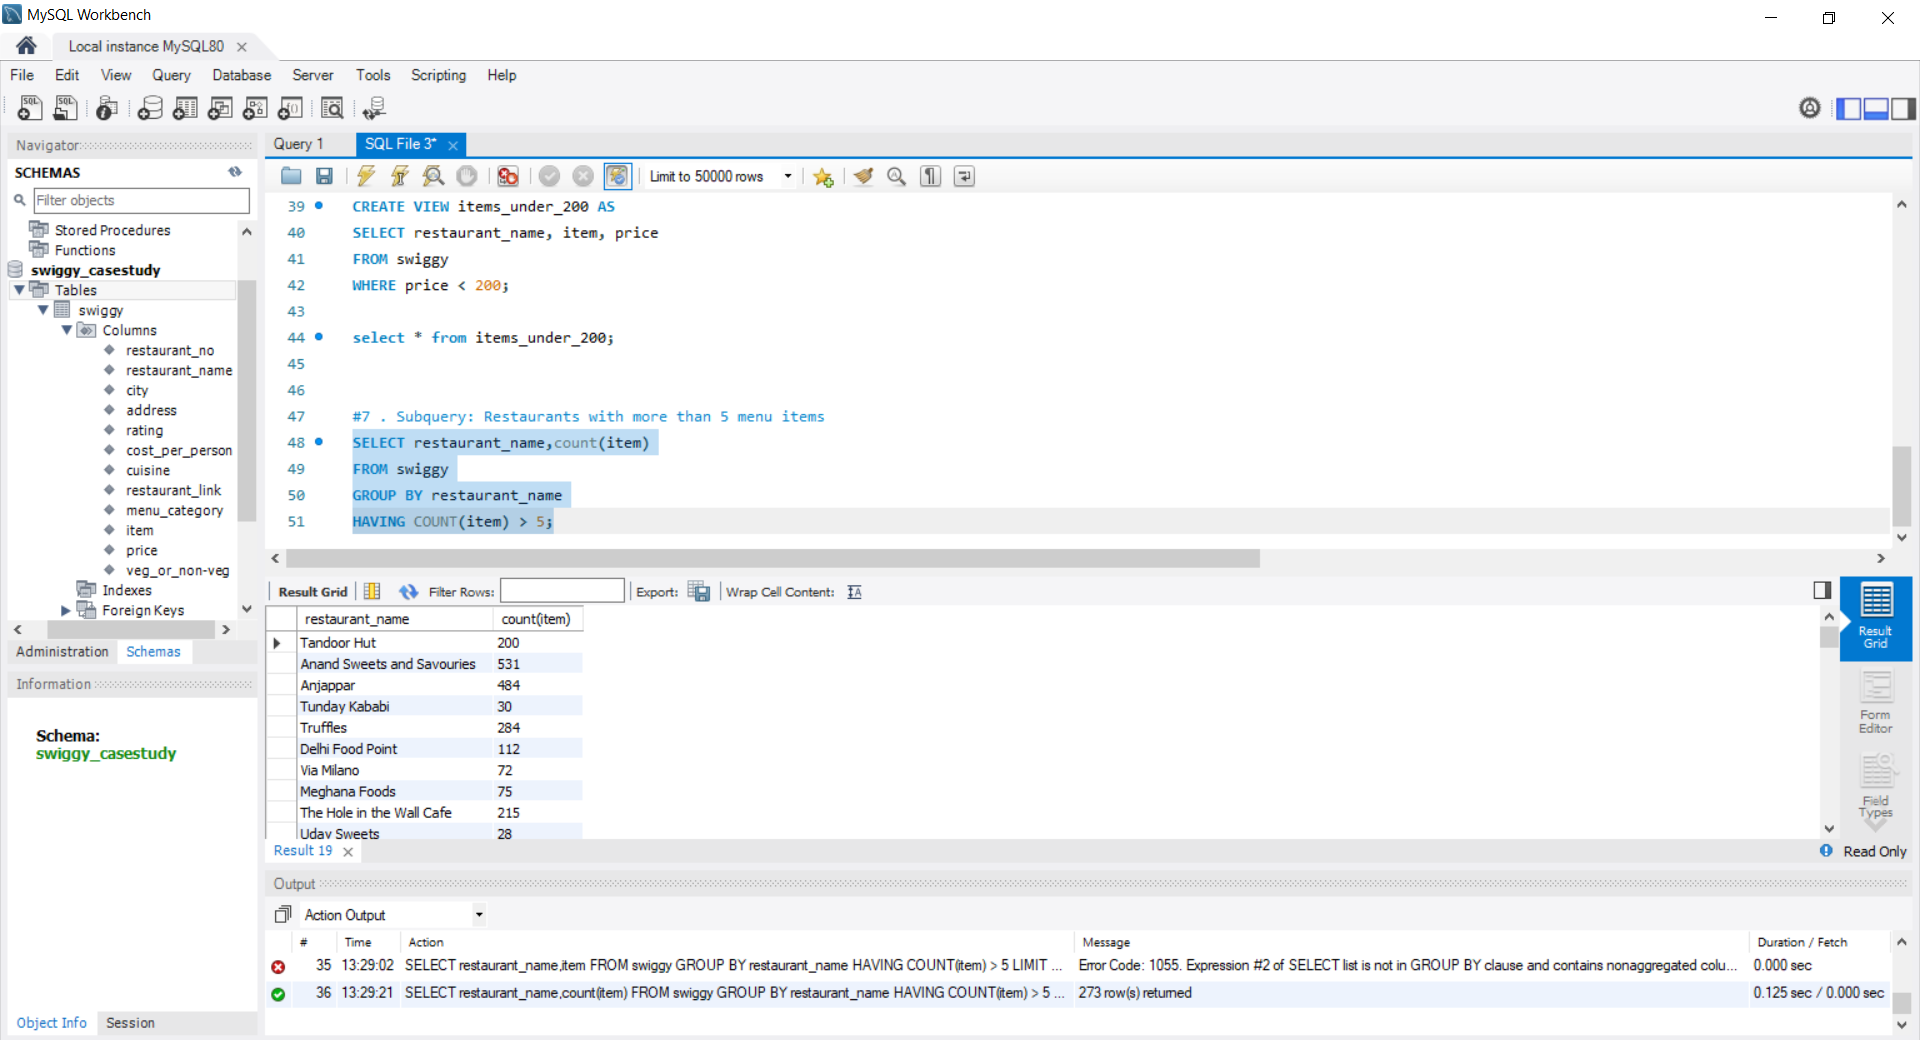 MySQL Workbench
Local instance MySQL80
File Edit View Query Database Server Tools Scripting Help
Navigator
SCHEMAS
Filter objects
Stored Procedures
Functions
swiggy_casestudy
Tables
swiggy
Columns
restaurant_no
restaurant_name
city
address
rating
cost_per_person
cuisine
restaurant_link
menu_category
item
price
veg_or_non-veg
Indexes
Foreign Keys
Administration Schemas
Information
Schema:
swiggy_casestudy
Object Info Session
Query 1 SQL File 3*
Limit to 50000 rows
39 CREATE VIEW items_under_200 AS
40 SELECT restaurant_name, item, price
41 FROM swiggy
42 WHERE price < 200;
43
44 select * from items_under_200;
45
46
47 #7 . Subquery: Restaurants with more than 5 menu items
48 SELECT restaurant_name,count(item)
49 FROM swiggy
50 GROUP BY restaurant_name
51 HAVING COUNT(item) > 5;
Result Grid Filter Rows: Export: Wrap Cell Content:
restaurant_name count(item)
Tandoor Hut 200
Anand Sweets and Savouries 531
Anjappar 484
Tunday Kababi 30
Truffles 284
Delhi Food Point 112
Via Milano 72
Meghana Foods 75
The Hole in the Wall Cafe 215
Uday Sweets 28
Result Grid
Form Editor
Field Types
Result 19
Read Only
Output
Action Output
# Time Action Message Duration / Fetch
35 13:29:02 SELECT restaurant_name,item FROM swiggy GROUP BY restaurant_name HAVING COUNT(item) > 5 LIMIT ... Error Code: 1055. Expression #2 of SELECT list is not in GROUP BY clause and contains nonaggregated colu... 0.000 sec
36 13:29:21 SELECT restaurant_name,count(item) FROM swiggy GROUP BY restaurant_name HAVING COUNT(item) > 5 ... 273 row(s) returned 0.125 sec / 0.000 sec